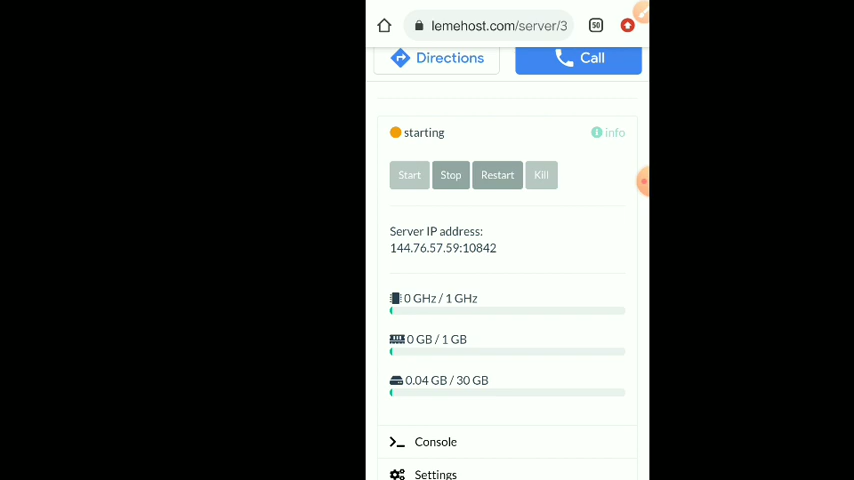 lemehost.com/server/3
50
Directions
Call
starting
info
Start
Stop
Restart
Kill
Server IP address:
144.76.57.59:10842
0 GHz / 1 GHz
0 GB / 1 GB
0.04 GB / 30 GB
Console
Settings